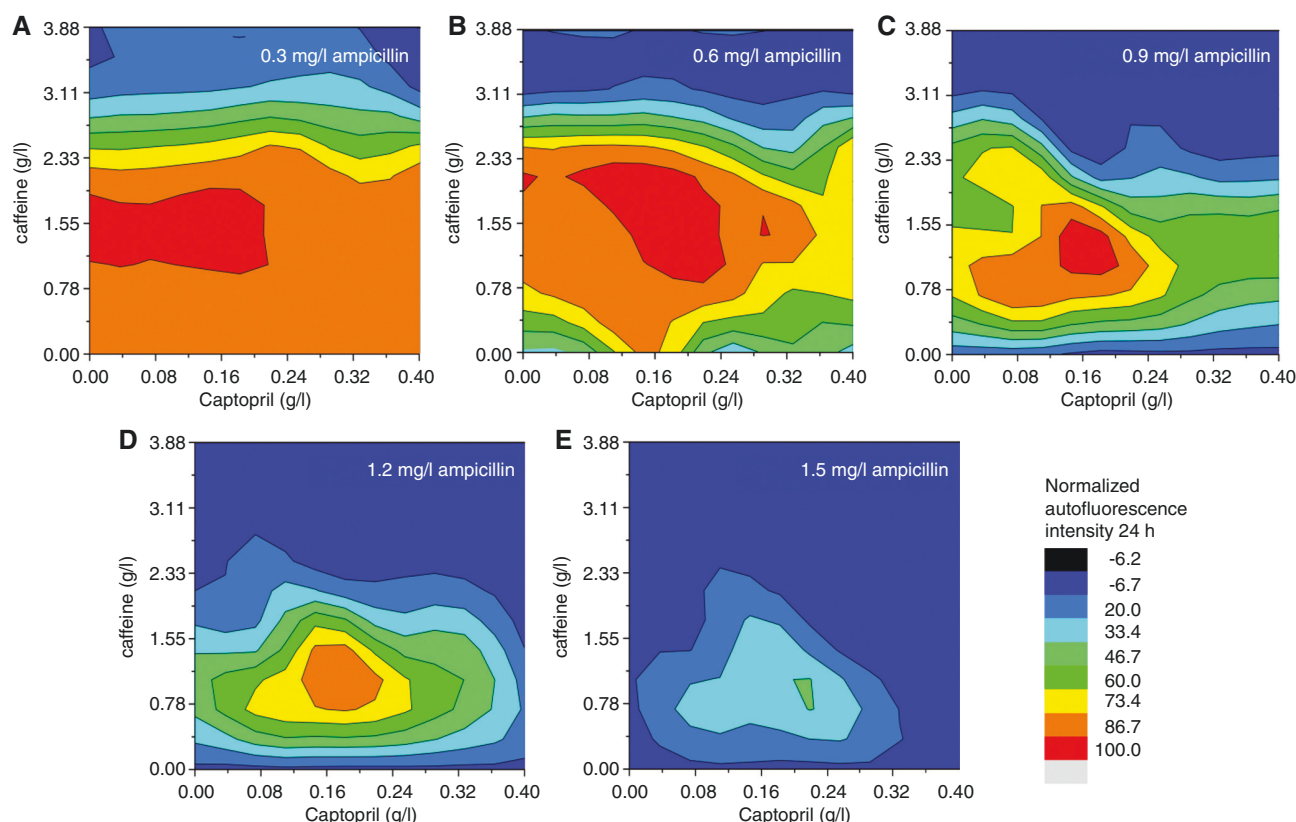 A
3.88
3.11
2.33
1.55
0.78
0.00
caffeine (g/l)
0.3 mg/l ampicillin
0.00 0.08 0.16 0.24 0.32 0.40
Captopril (g/l)
B
3.88
3.11
2.33
1.55
0.78
0.00
caffeine (g/l)
0.6 mg/l ampicillin
0.00 0.08 0.16 0.24 0.32 0.40
Captopril (g/l)
C
3.88
3.11
2.33
1.55
0.78
0.00
caffeine (g/l)
0.9 mg/l ampicillin
0.00 0.08 0.16 0.24 0.32 0.40
Captopril (g/l)
D
3.88
3.11
2.33
1.55
0.78
0.00
caffeine (g/l)
1.2 mg/l ampicillin
0.00 0.08 0.16 0.24 0.32 0.40
Captopril (g/l)
E
3.88
3.11
2.33
1.55
0.78
0.00
caffeine (g/l)
1.5 mg/l ampicillin
0.00 0.08 0.16 0.24 0.32 0.40
Captopril (g/l)
Normalized
autofluorescence
intensity 24 h
-6.2
-6.7
20.0
33.4
46.7
60.0
73.4
86.7
100.0